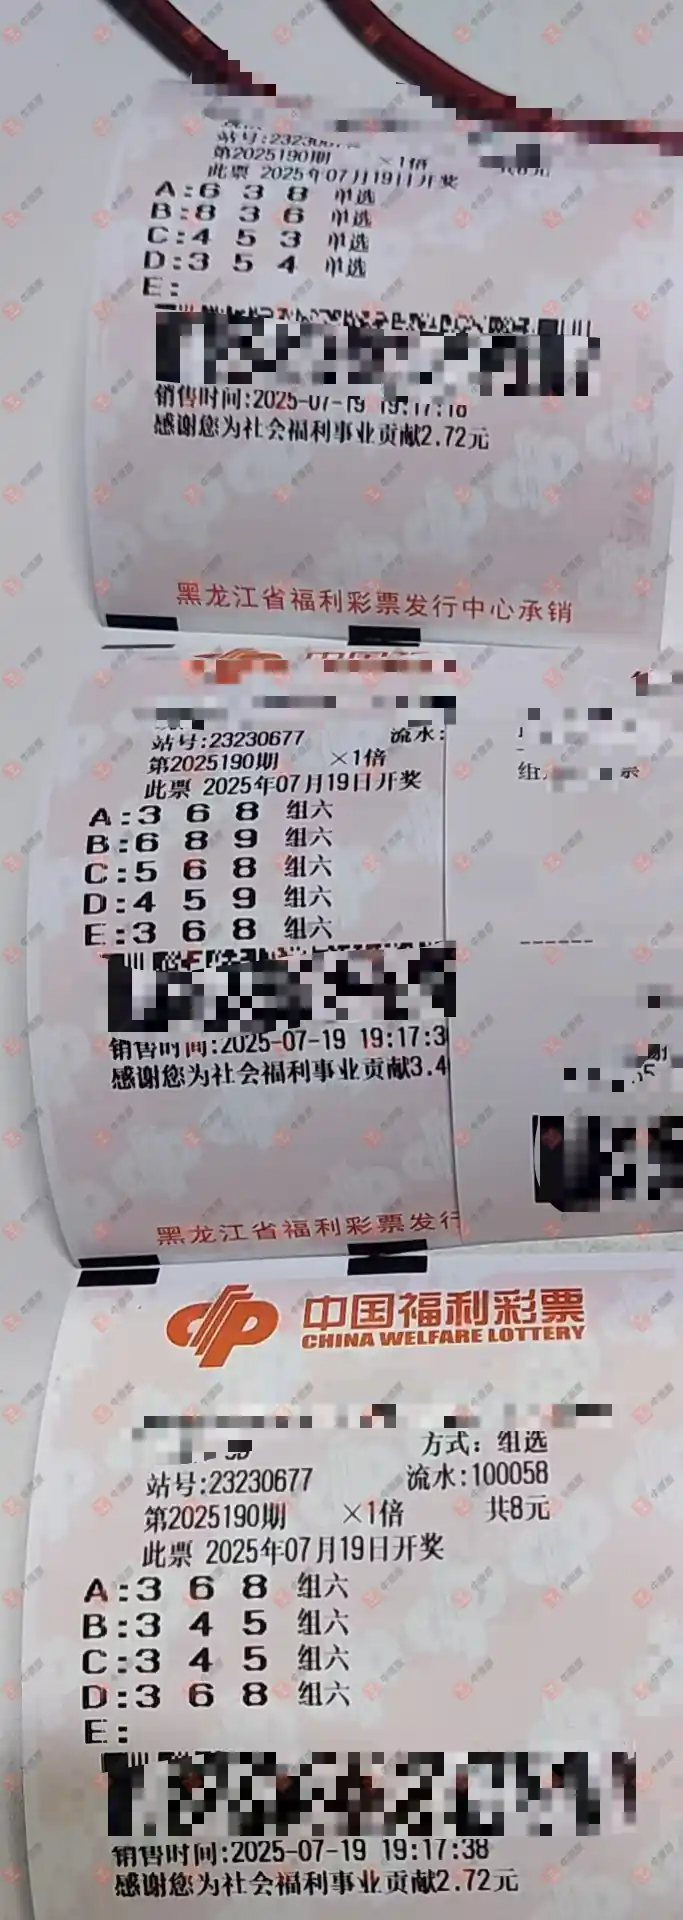 站号:23230
第2025190期 ×1倍 共8元
此票 2025年07月19日开奖
A:6 3 8 单选
B:8 3 6 单选
C:4 5 3 单选
D:3 5 4 单选
E:
销售时间:2025-07-19 19:17:18
感谢您为社会福利事业贡献2.72元
黑龙江省福利彩票发行中心承销
站号:23230677 流水:
第2025190期 ×1倍
此票 2025年07月19日开奖
A:3 6 8 组六
B:6 8 9 组六
C:5 6 8 组六
D:4 5 9 组六
E:3 6 8 组六
销售时间:2025-07-19 19:17:3
感谢您为社会福利事业贡献3.4
黑龙江省福利彩票发行
中国福利彩票
CHINA WELFARE LOTTERY
方式：组选
站号:23230677 流水:100058
第2025190期 ×1倍 共8元
此票 2025年07月19日开奖
A:3 6 8 组六
B:3 4 5 组六
C:3 4 5 组六
D:3 6 8 组六
E:
销售时间:2025-07-19 19:17:38
感谢您为社会福利事业贡献2.72元